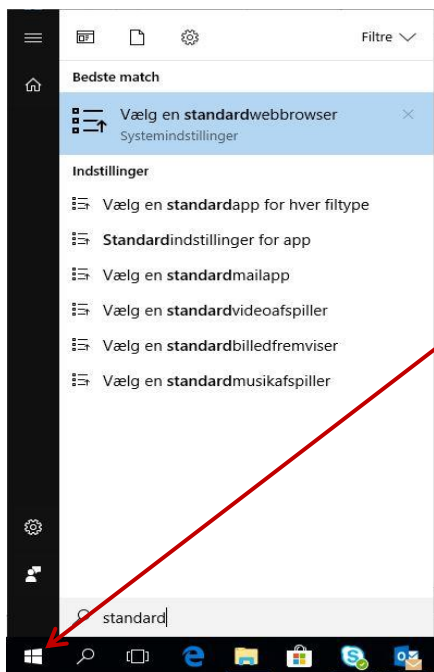 Filtre
Bedste match
Vælg en standardwebbrowser
Systemindstillinger
Indstillinger
Vælg en standardapp for hver filtype
Standardindstillinger for app
Vælg en standardmailapp
Vælg en standardvideoafspiller
Vælg en standardbilledfremviser
Vælg en standardmusikafspiller
standard